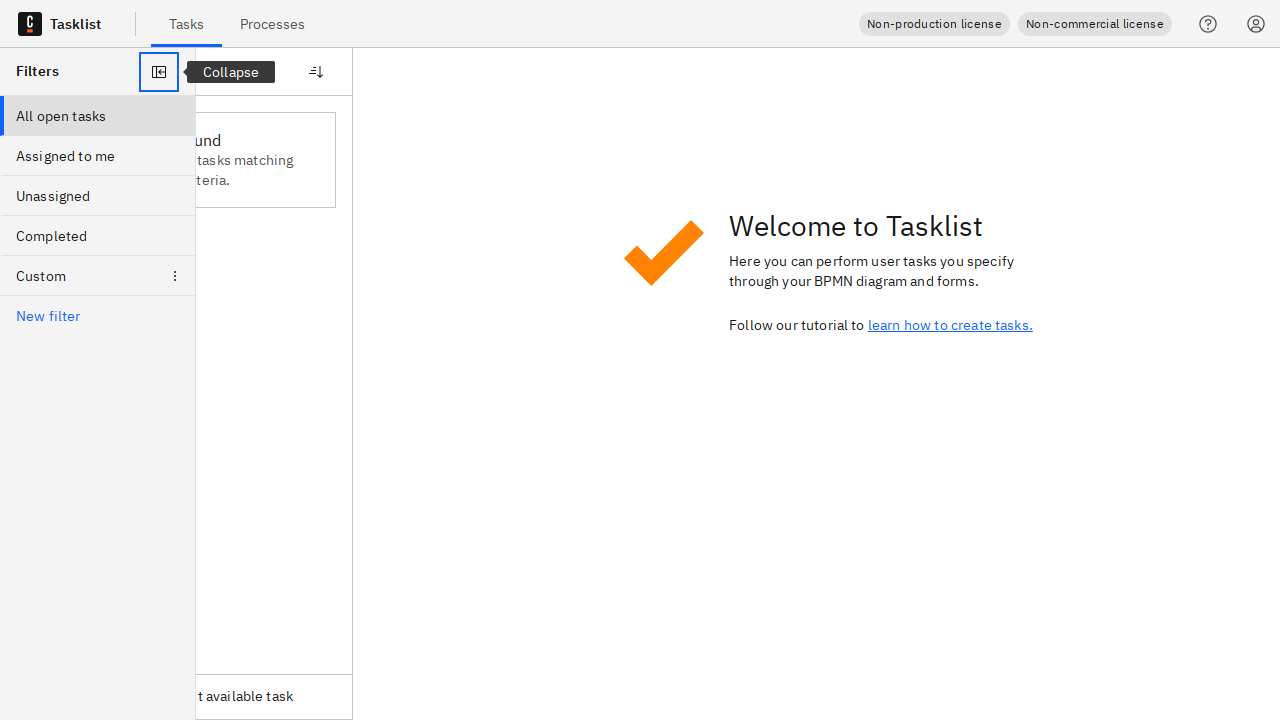 Tasklist
Tasks
Processes
Non-production license
Non-commercial license
Filters
Collapse
All open tasks
Assigned to me
Unassigned
Completed
Custom
New filter
und
tasks matching
teria.
t available task
Welcome to Tasklist
Here you can perform user tasks you specify
through your BPMN diagram and forms.
Follow our tutorial to learn how to create tasks.